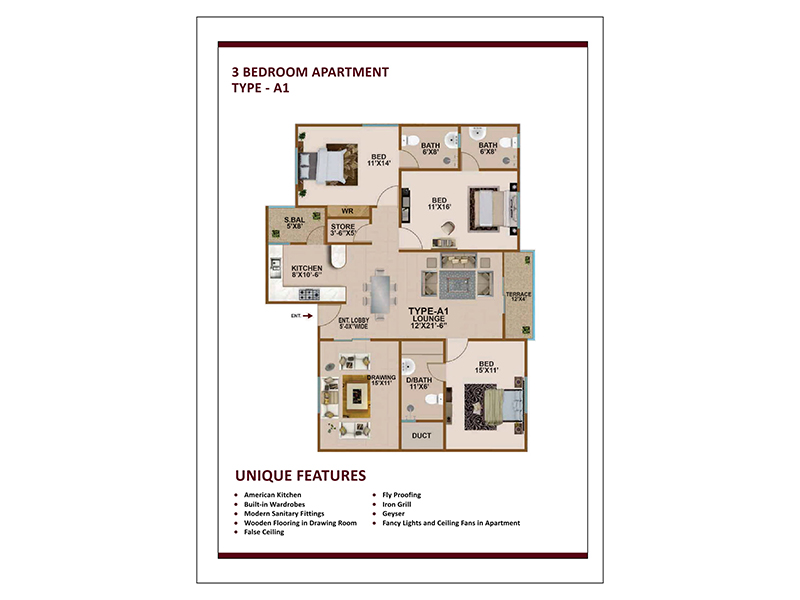 3 BEDROOM APARTMENT
TYPE - A1
BED
11'X14'
BATH
6'X8'
BATH
6'X8'
BED
11'X16'
WR
S.BAL
5'X8'
STORE
3'-6"X5'
KITCHEN
8'X10'-6"
TERRACE
12'X4'
ENT.
ENT. LOBBY
5'-0X"WIDE
TYPE-A1
LOUNGE
12'X21'-6"
DRAWING
15'X11'
D/BATH
11'X6'
BED
15'X11'
DUCT
UNIQUE FEATURES
American Kitchen
Built-in Wardrobes
Modern Sanitary Fittings
Wooden Flooring in Drawing Room
False Ceiling
Fly Proofing
Iron Grill
Geyser
Fancy Lights and Ceiling Fans in Apartment